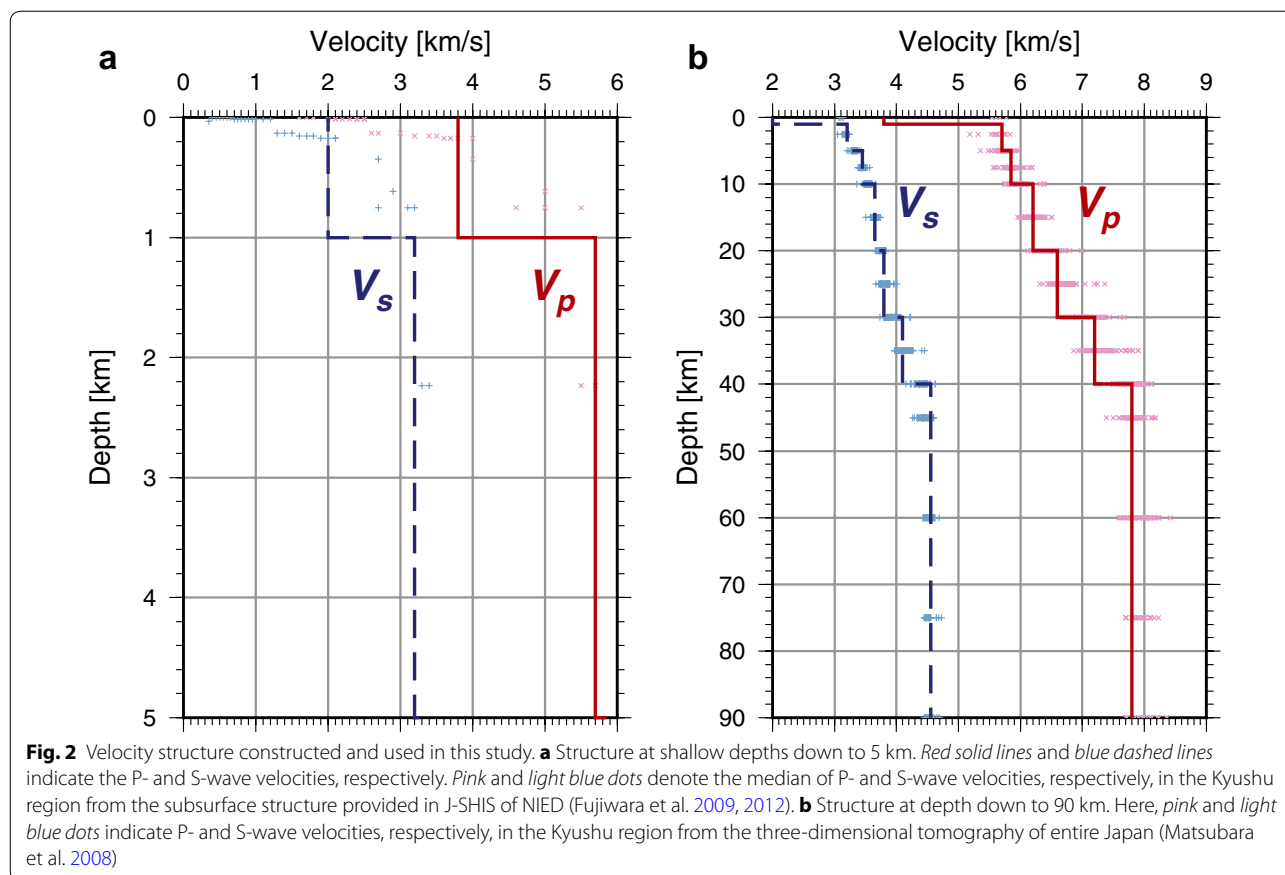 a
Velocity [km/s]
0 1 2 3 4 5 6
0
1
2
3
4
5
Depth [km]
Vs
Vp
b
Velocity [km/s]
2 3 4 5 6 7 8 9
0
10
20
30
40
50
60
70
80
90
Depth [km]
Vs
Vp
Fig. 2 Velocity structure constructed and used in this study. a Structure at shallow depths down to 5 km. Red solid lines and blue dashed lines
indicate the P- and S-wave velocities, respectively. Pink and light blue dots denote the median of P- and S-wave velocities, respectively, in the Kyushu
region from the subsurface structure provided in J-SHIS of NIED (Fujiwara et al. 2009, 2012). b Structure at depth down to 90 km. Here, pink and light
blue dots indicate P- and S-wave velocities, respectively, in the Kyushu region from the three-dimensional tomography of entire Japan (Matsubara
et al. 2008)